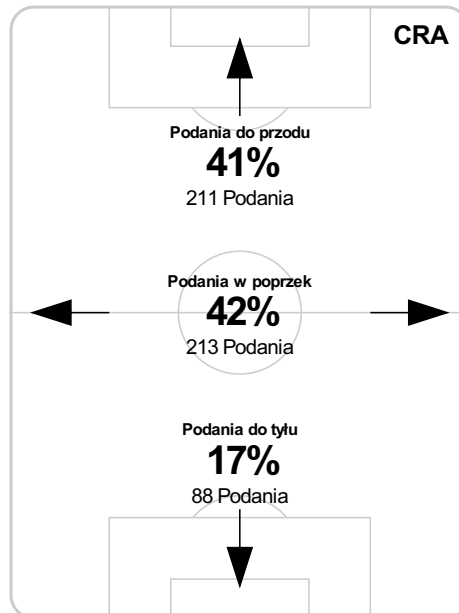 CRA
Podania do przodu
41%
211 Podania
Podania w poprzek
42%
213 Podania
Podania do tyłu
17%
88 Podania